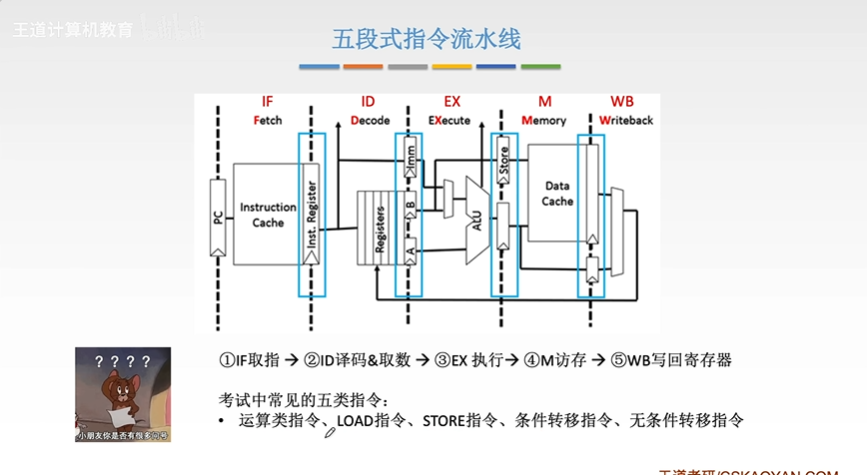 王道计算机教育
五段式指令流水线
IF ID EX M WB
Fetch Decode EXecute Memory Writeback
PC
Instruction Cache
Inst. Register
Registers
Imm
B
A
ALU
Store
Data Cache
①IF取指 → ②ID译码&取数 → ③EX 执行→ ④M访存 → ⑤WB写回寄存器
????
小朋友你是否有很多问号
考试中常见的五类指令:
• 运算类指令、LOAD指令、STORE指令、条件转移指令、无条件转移指令
王道考研/CSKAOYAN.COM